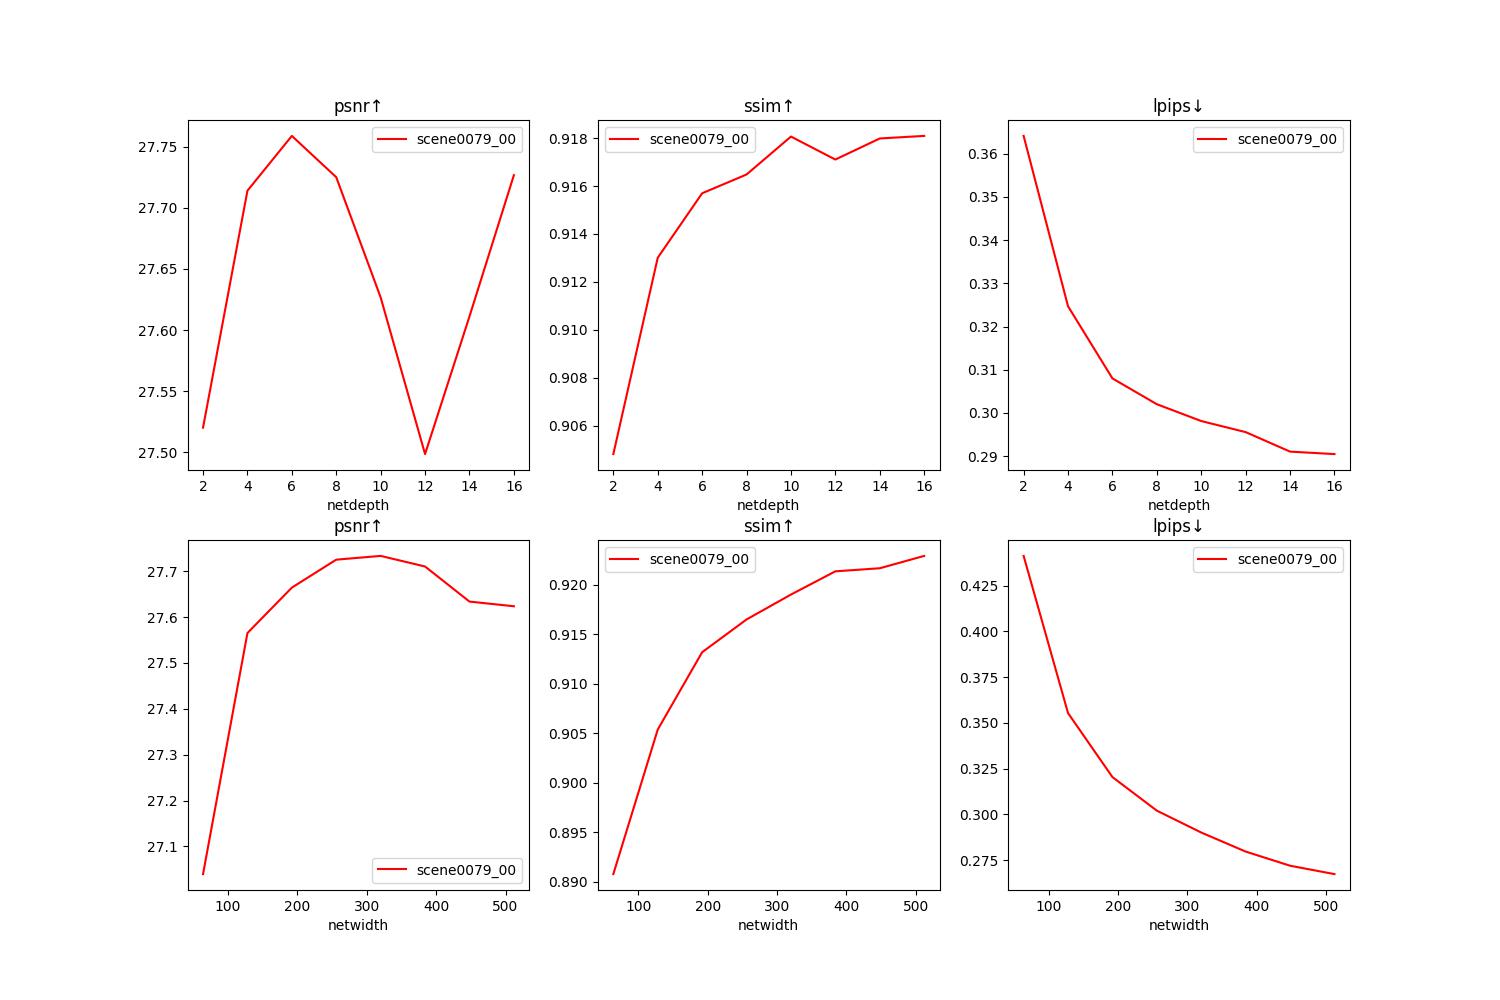 psnr↑
scene0079_00
27.75
27.70
27.65
27.60
27.55
27.50
2 4 6 8 10 12 14 16
netdepth
ssim↑
scene0079_00
0.918
0.916
0.914
0.912
0.910
0.908
0.906
2 4 6 8 10 12 14 16
netdepth
lpips↓
scene0079_00
0.36
0.35
0.34
0.33
0.32
0.31
0.30
0.29
2 4 6 8 10 12 14 16
netdepth
psnr↑
27.7
27.6
27.5
27.4
27.3
27.2
27.1
scene0079_00
100 200 300 400 500
netwidth
ssim↑
scene0079_00
0.920
0.915
0.910
0.905
0.900
0.895
0.890
100 200 300 400 500
netwidth
lpips↓
scene0079_00
0.425
0.400
0.375
0.350
0.325
0.300
0.275
100 200 300 400 500
netwidth